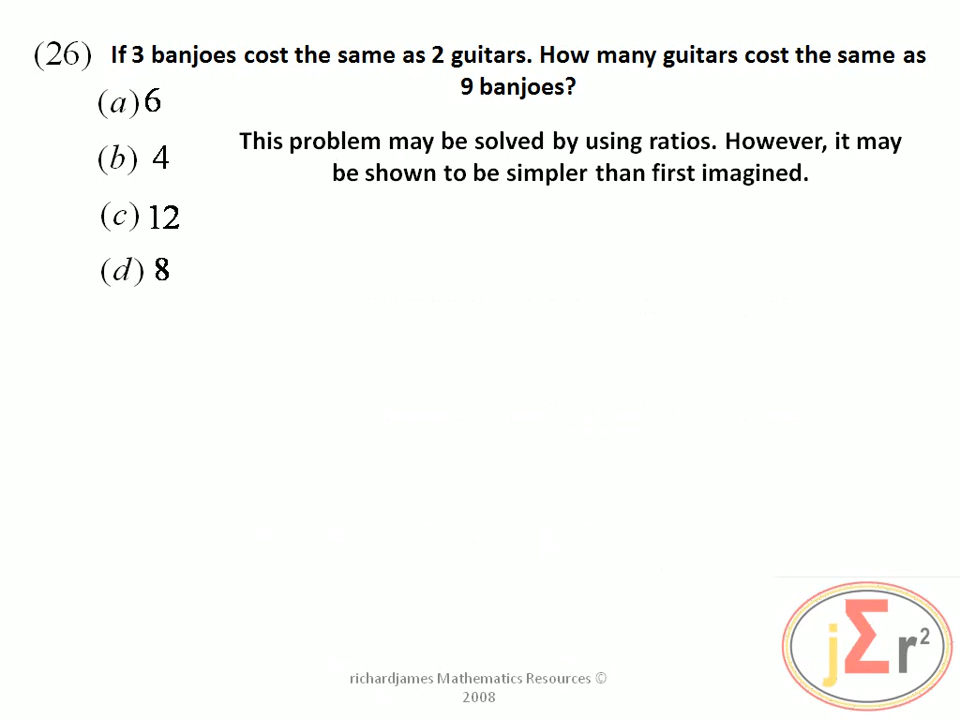 (26) If 3 banjoes cost the same as 2 guitars. How many guitars cost the same as
9 banjoes?
(a) 6
This problem may be solved by using ratios. However, it may
(b) 4
be shown to be simpler than first imagined.
(c) 12
(d) 8
jΣr²
richardjames Mathematics Resources ©
2008